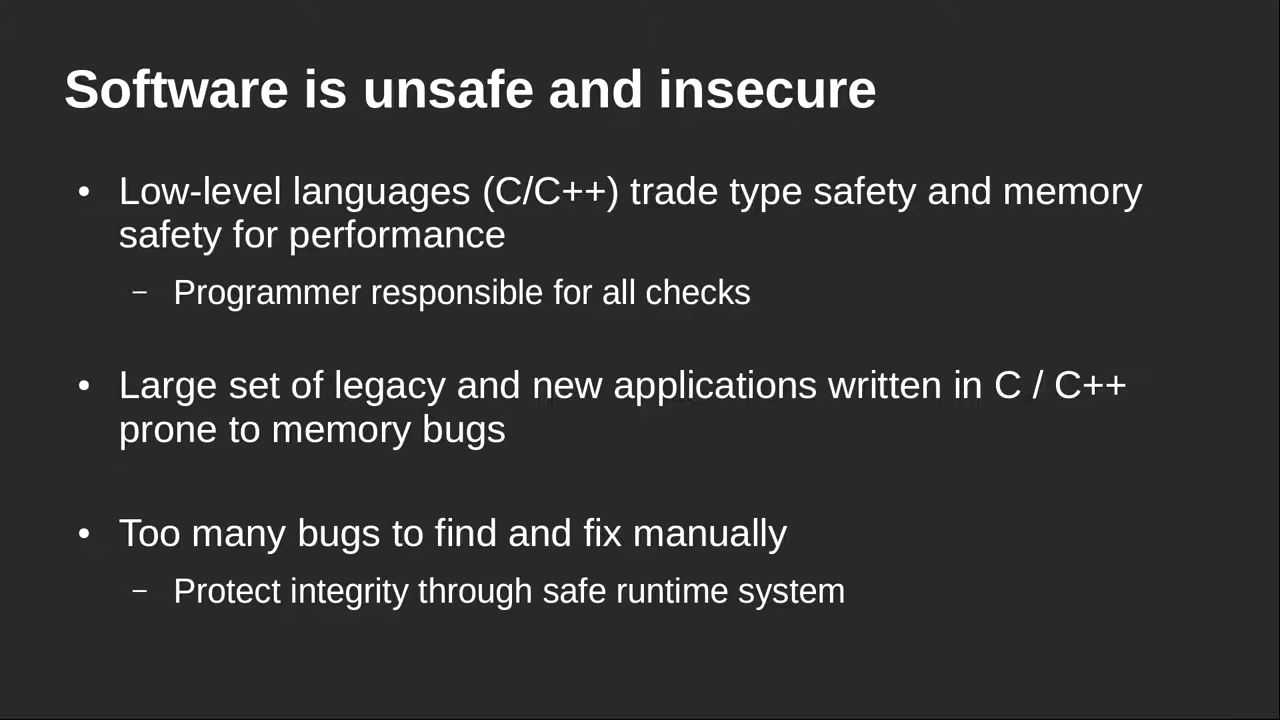 Software is unsafe and insecure
• Low-level languages (C/C++) trade type safety and memory
safety for performance
– Programmer responsible for all checks
• Large set of legacy and new applications written in C / C++
prone to memory bugs
• Too many bugs to find and fix manually
– Protect integrity through safe runtime system